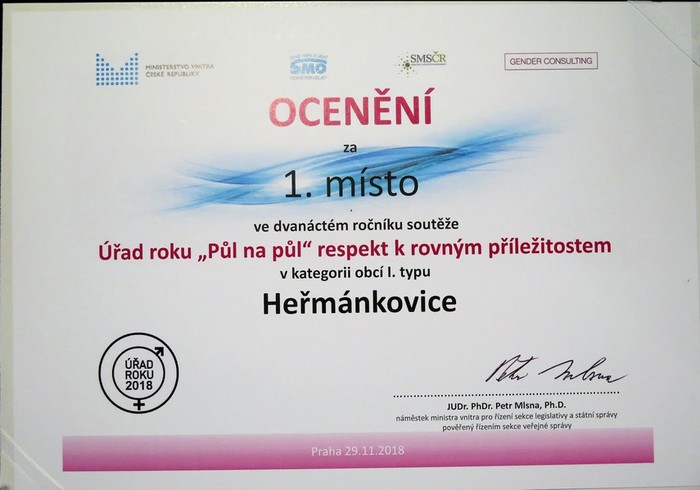 MINISTERSTVO VNITRA
ČESKÉ REPUBLIKY
SMO
SMSČR
GENDER CONSULTING
OCENĚNÍ
za
1. místo
ve dvanáctém ročníku soutěže
Úřad roku „Půl na půl“ respekt k rovným příležitostem
v kategorii obcí I. typu
Heřmánkovice
ÚŘAD
ROKU
2018
Petr Mlsna
JUDr. PhDr. Petr Mlsna, Ph.D.
náměstek ministra vnitra pro řízení sekce legislativy a státní správy
pověřený řízením sekce veřejné správy
Praha 29.11.2018